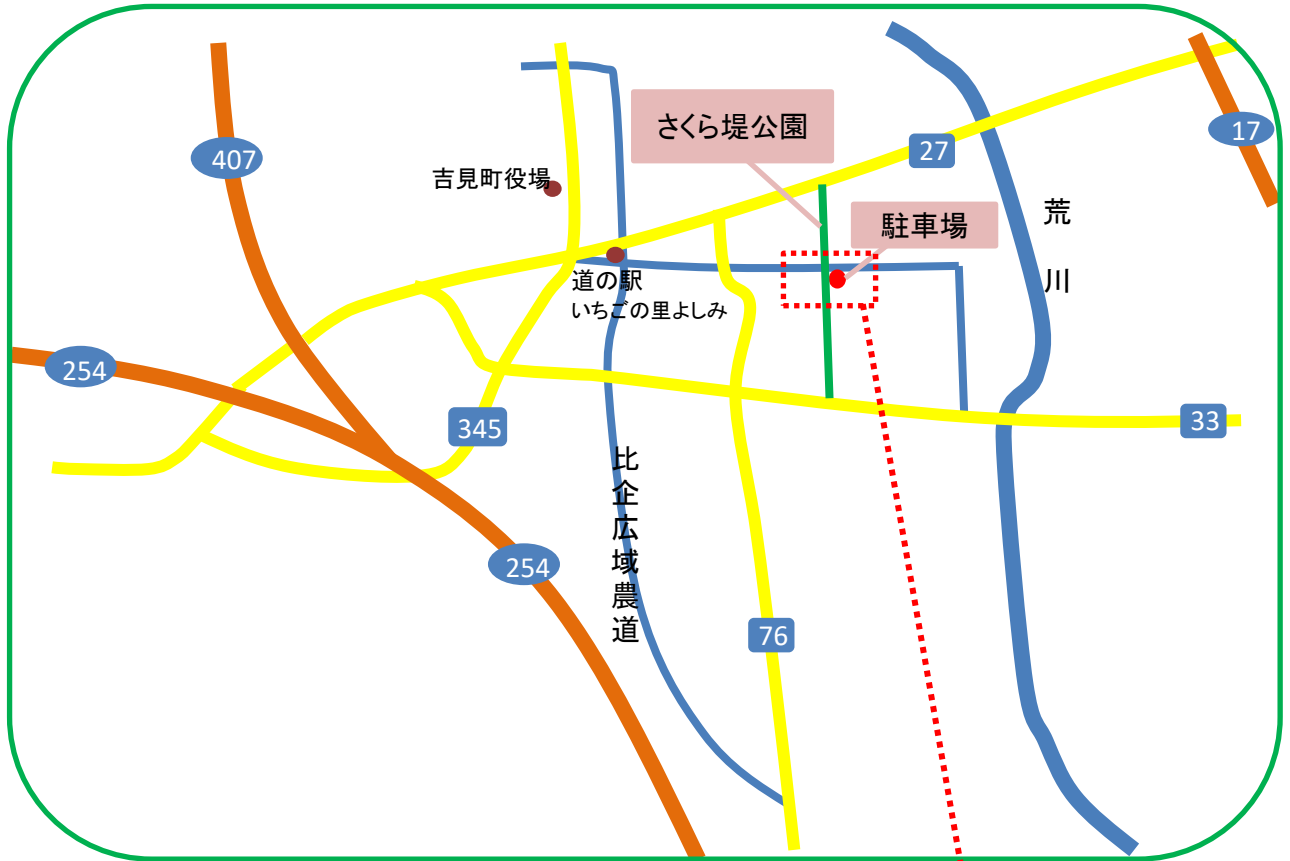 さくら堤公園
17
27
407
吉見町役場
荒川
駐車場
道の駅
いちごの里よしみ
254
345
33
比企広域農道
254
76